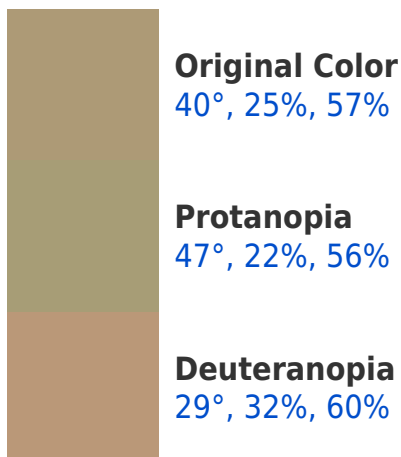 Original Color
40°, 25%, 57%
Protanopia
47°, 22%, 56%
Deuteranopia
29°, 32%, 60%